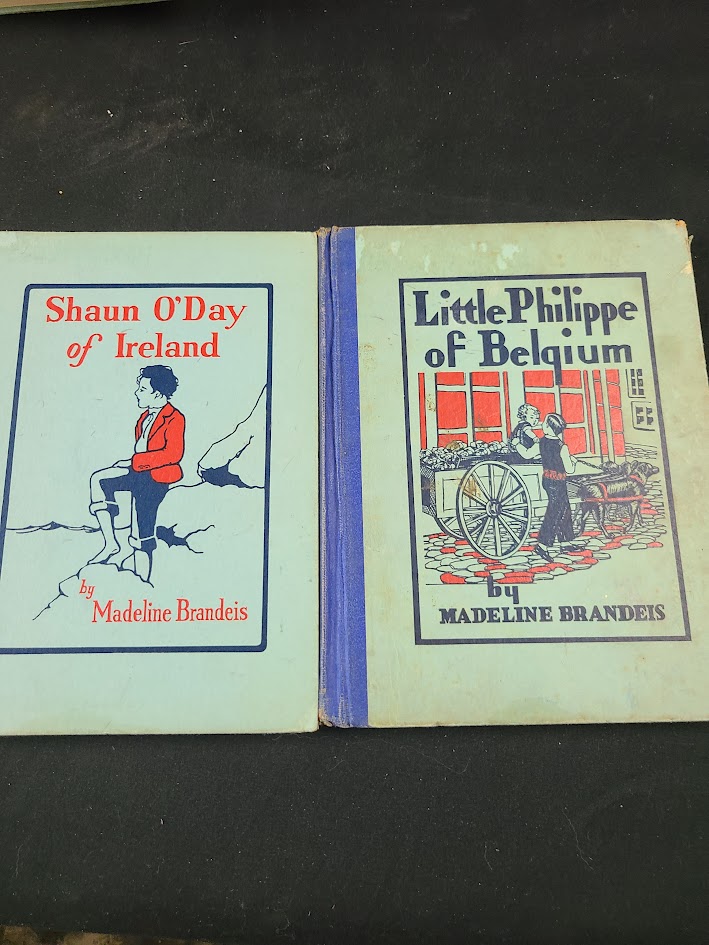 Shaun O'Day
of Ireland
by
Madeline Brandeis
Little Philippe
of Belgium
by
MADELINE BRANDEIS